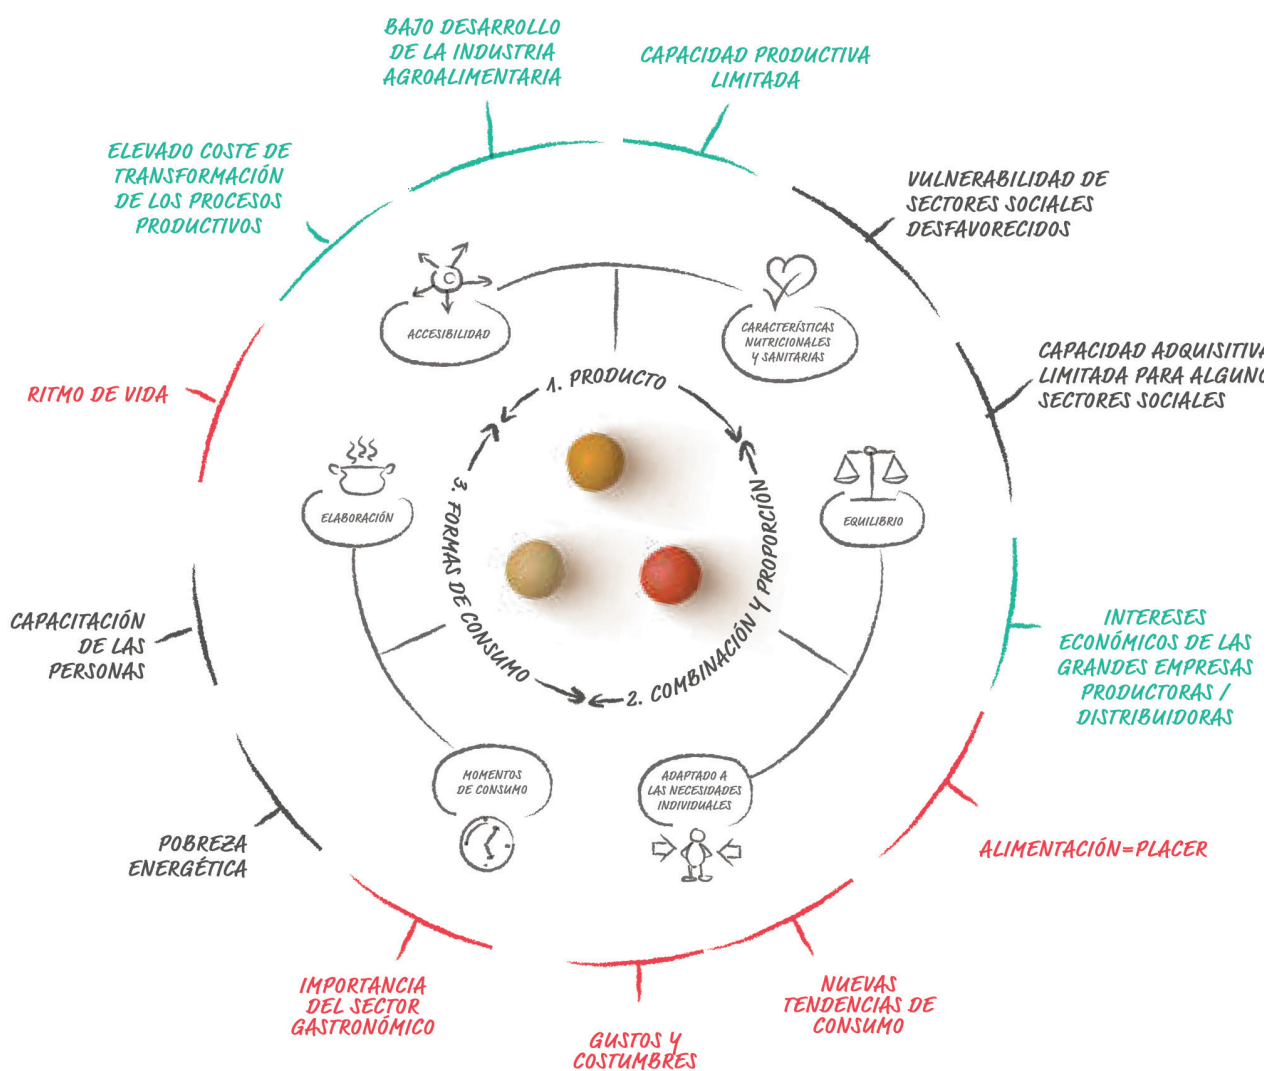 BAJO DESARROLLO
DE LA INDUSTRIA
AGROALIMENTARIA
CAPACIDAD PRODUCTIVA
LIMITADA
ELEVADO COSTE DE
TRANSFORMACIÓN
DE LOS PROCESOS
PRODUCTIVOS
VULNERABILIDAD DE
SECTORES SOCIALES
DESFAVORECIDOS
ACCESIBILIDAD
CARACTERÍSTICAS
NUTRICIONALES
Y SANITARIAS
CAPACIDAD ADQUISITIVA
LIMITADA PARA ALGUNO
SECTORES SOCIALES
RITMO DE VIDA
1. PRODUCTO
ELABORACIÓN
EQUILIBRIO
3. FORMAS DE CONSUMO
2. COMBINACIÓN Y PROPORCIÓN
CAPACITACIÓN
DE LAS
PERSONAS
INTERESES
ECONÓMICOS DE LAS
GRANDES EMPRESAS
PRODUCTORAS /
DISTRIBUIDORAS
MOMENTOS
DE CONSUMO
ADAPTADO A
LAS NECESIDADES
INDIVIDUALES
POBREZA
ENERGÉTICA
ALIMENTACIÓN=PLACER
IMPORTANCIA
DEL SECTOR
GASTRONÓMICO
NUEVAS
TENDENCIAS DE
CONSUMO
GUSTOS Y
COSTUMBRES